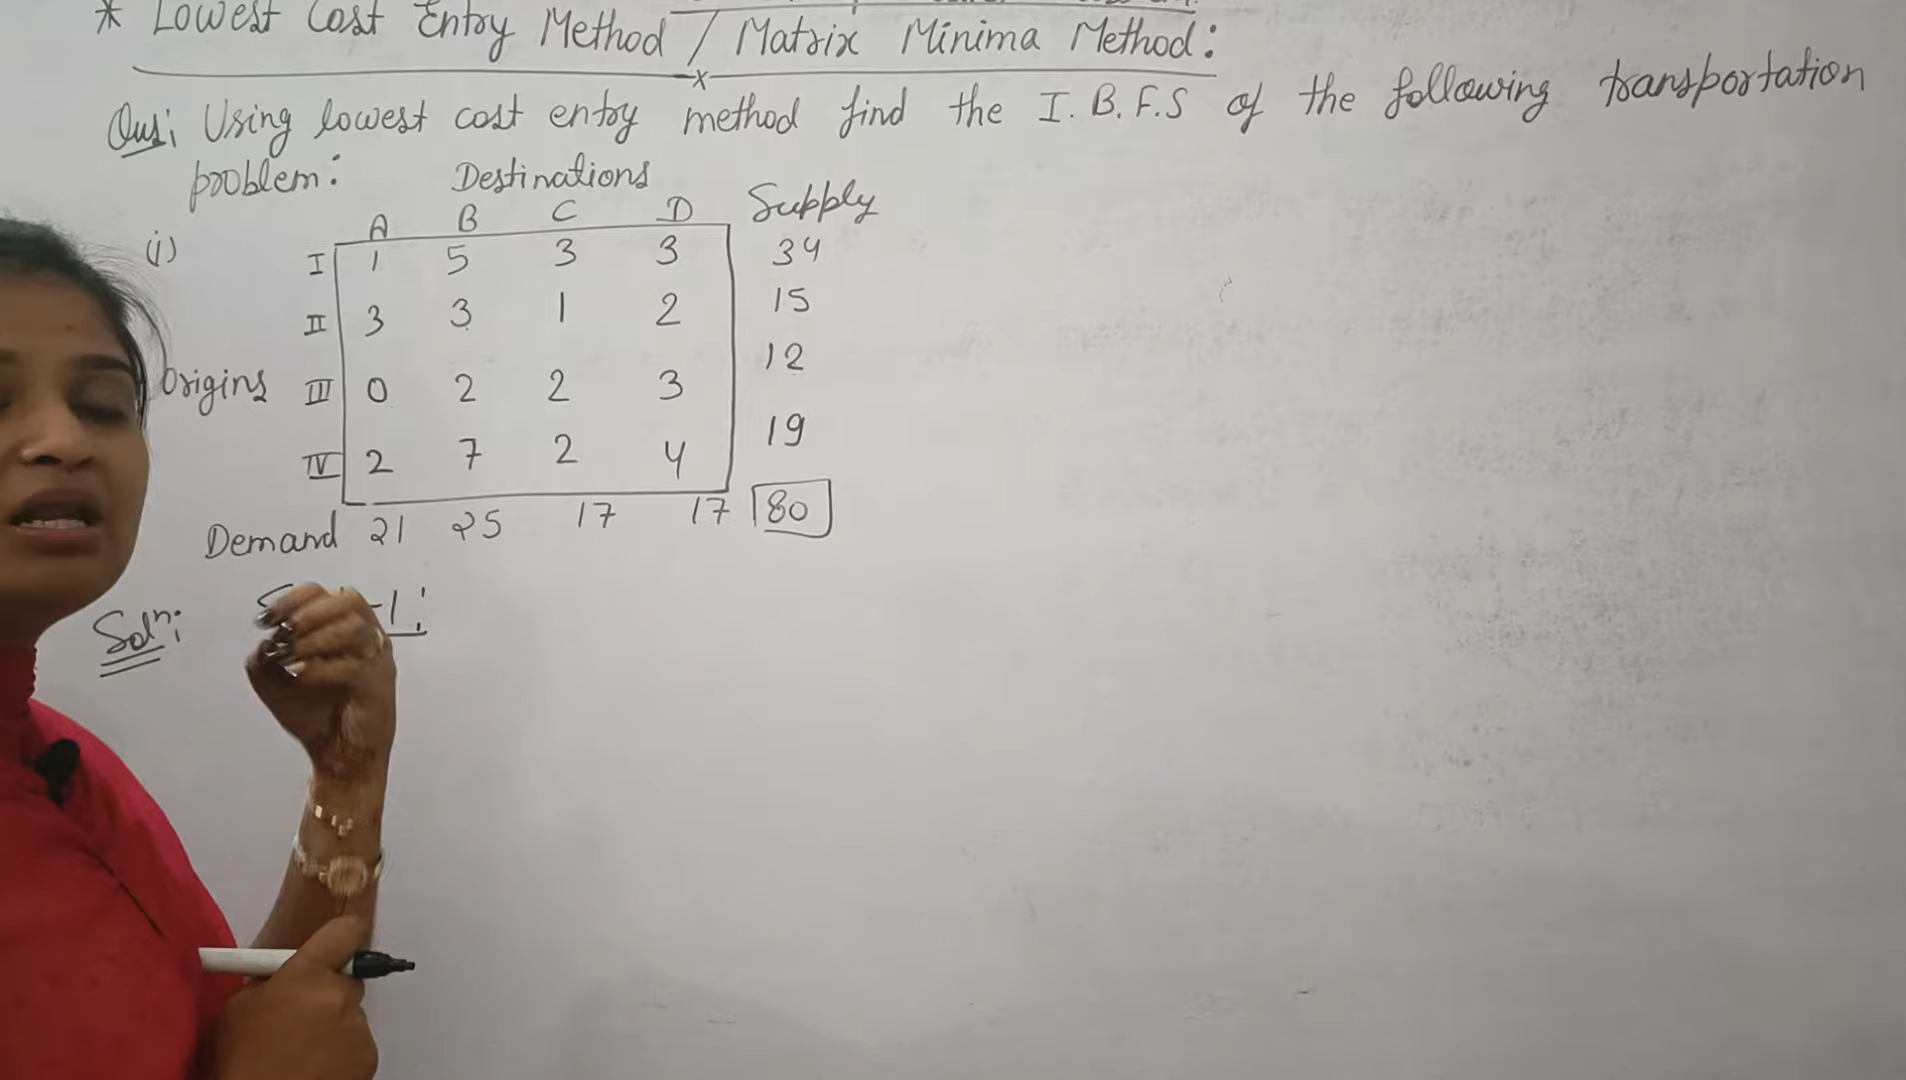 * Lowest Cost Entry Method / Matrix Minima Method:
Qus: Using lowest cost entry method find the I.B.F.S of the following transportation
problem:
Destinations
A B C D Supply
(i) I 1 5 3 3 34
II 3 3 1 2 15
Origins III 0 2 2 3 12
IV 2 7 2 4 19
Demand 21 25 17 17 80
Soln: -1: